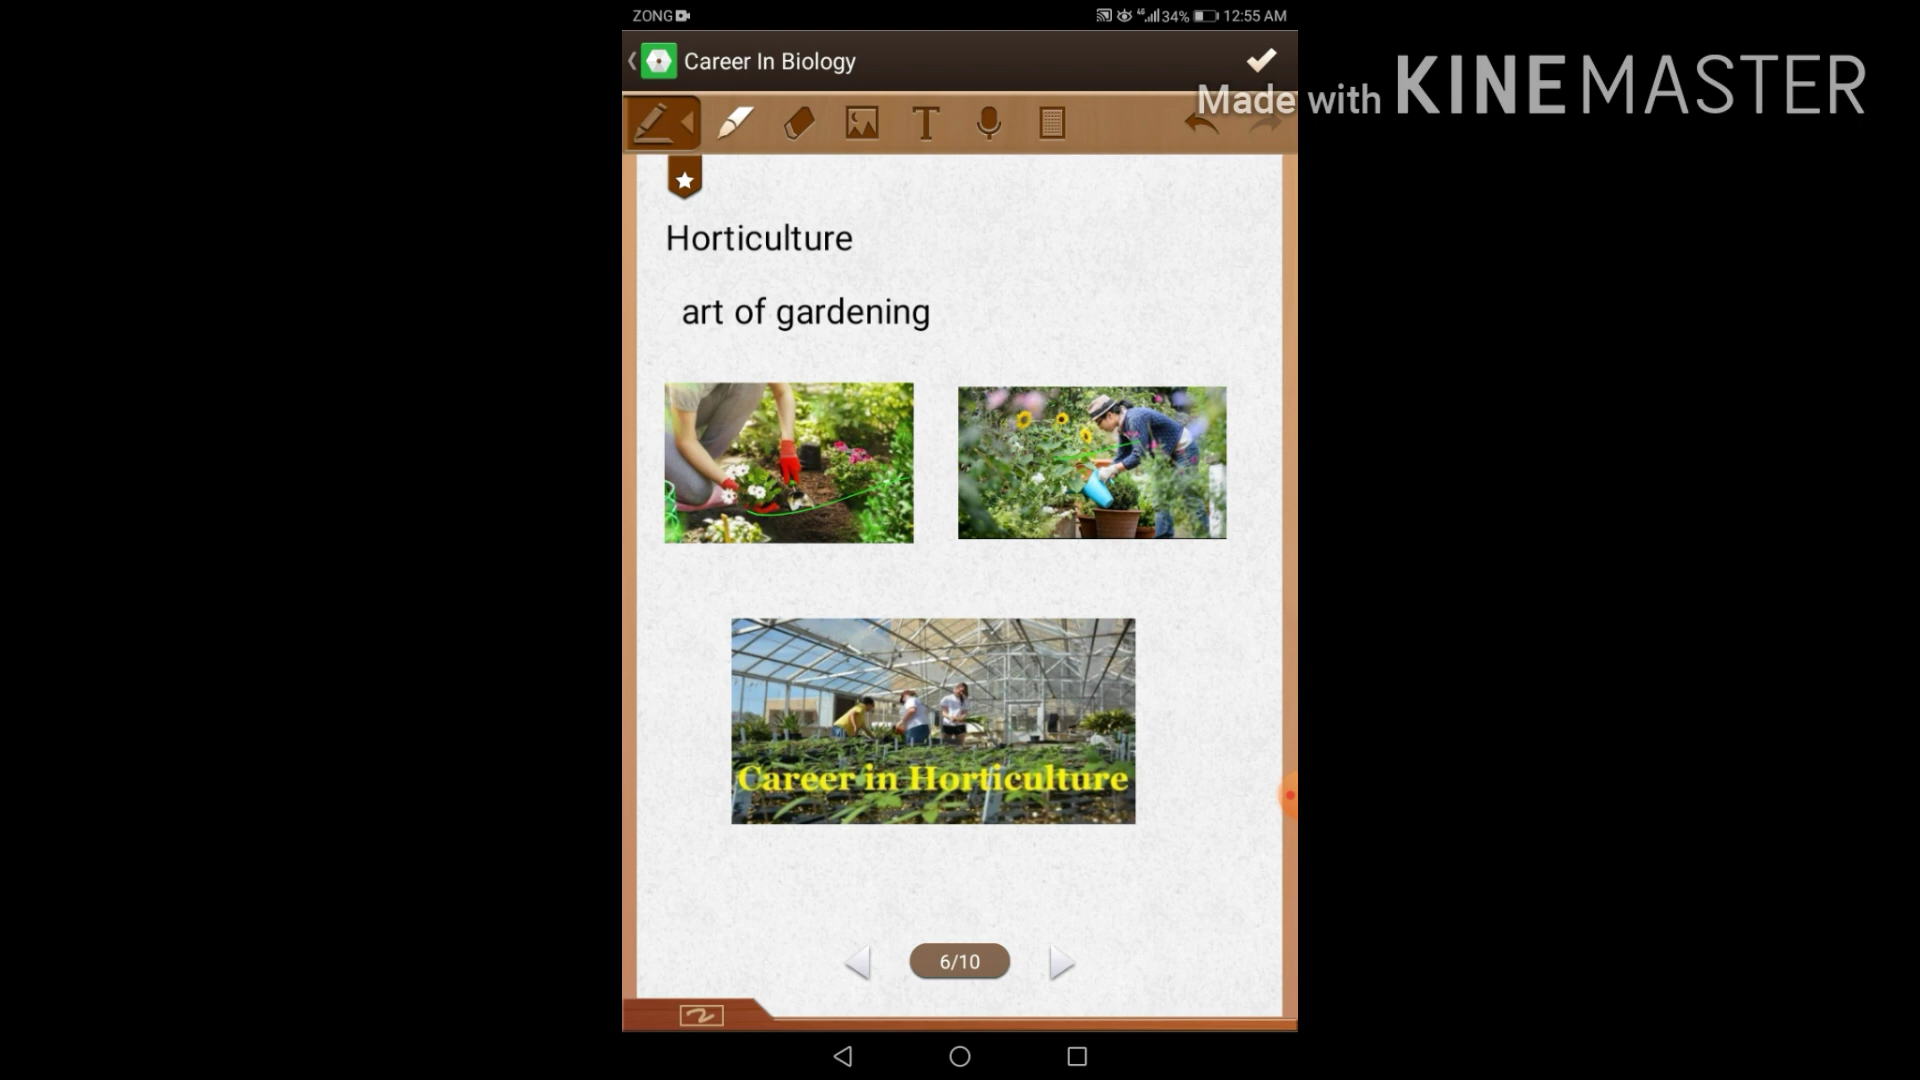 ZONG 34% 12:55 AM
Career In Biology
Made with KINEMASTER
Horticulture
art of gardening
Career in Horticulture
6/10